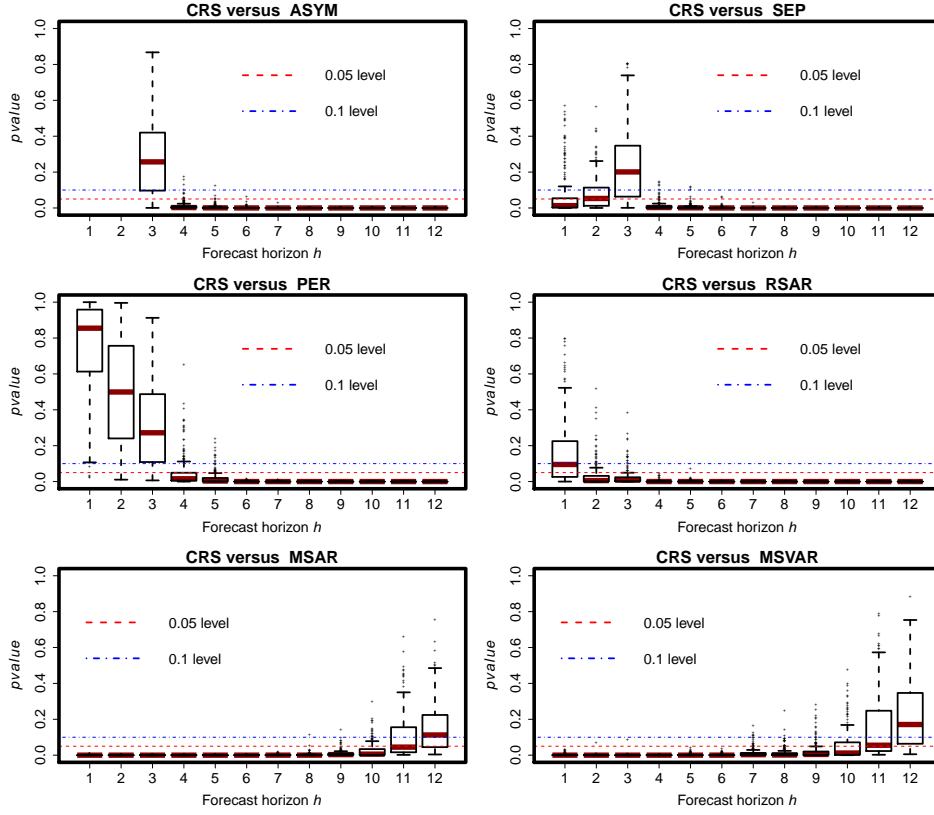 CRS versus ASYM
pvalue
1.0
0.8
0.6
0.4
0.2
0.0
0.05 level
0.1 level
1 2 3 4 5 6 7 8 9 10 11 12
Forecast horizon h
CRS versus SEP
pvalue
1.0
0.8
0.6
0.4
0.2
0.0
0.05 level
0.1 level
1 2 3 4 5 6 7 8 9 10 11 12
Forecast horizon h
CRS versus PER
pvalue
1.0
0.8
0.6
0.4
0.2
0.0
0.05 level
0.1 level
1 2 3 4 5 6 7 8 9 10 11 12
Forecast horizon h
CRS versus RSAR
pvalue
1.0
0.8
0.6
0.4
0.2
0.0
0.05 level
0.1 level
1 2 3 4 5 6 7 8 9 10 11 12
Forecast horizon h
CRS versus MSAR
pvalue
1.0
0.8
0.6
0.4
0.2
0.0
0.05 level
0.1 level
1 2 3 4 5 6 7 8 9 10 11 12
Forecast horizon h
CRS versus MSVAR
pvalue
1.0
0.8
0.6
0.4
0.2
0.0
0.05 level
0.1 level
1 2 3 4 5 6 7 8 9 10 11 12
Forecast horizon h